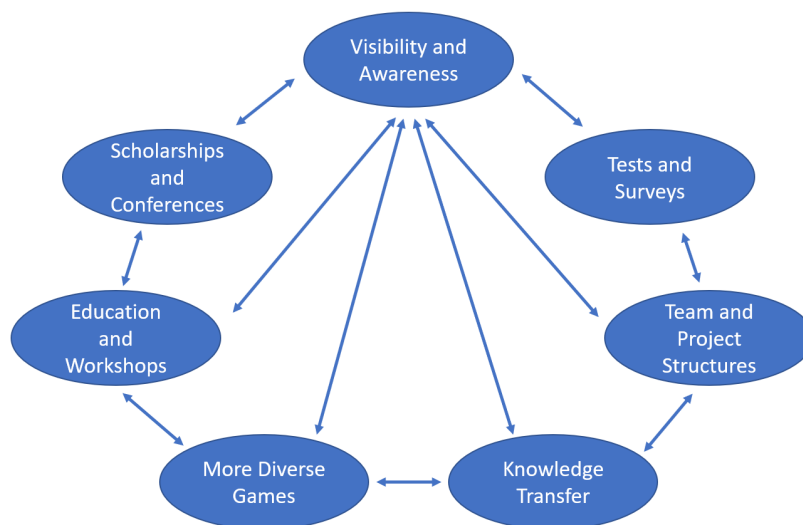 Visibility and
Awareness
Scholarships
and
Conferences
Tests and
Surveys
Education
and
Workshops
Team and
Project
Structures
More Diverse
Games
Knowledge
Transfer